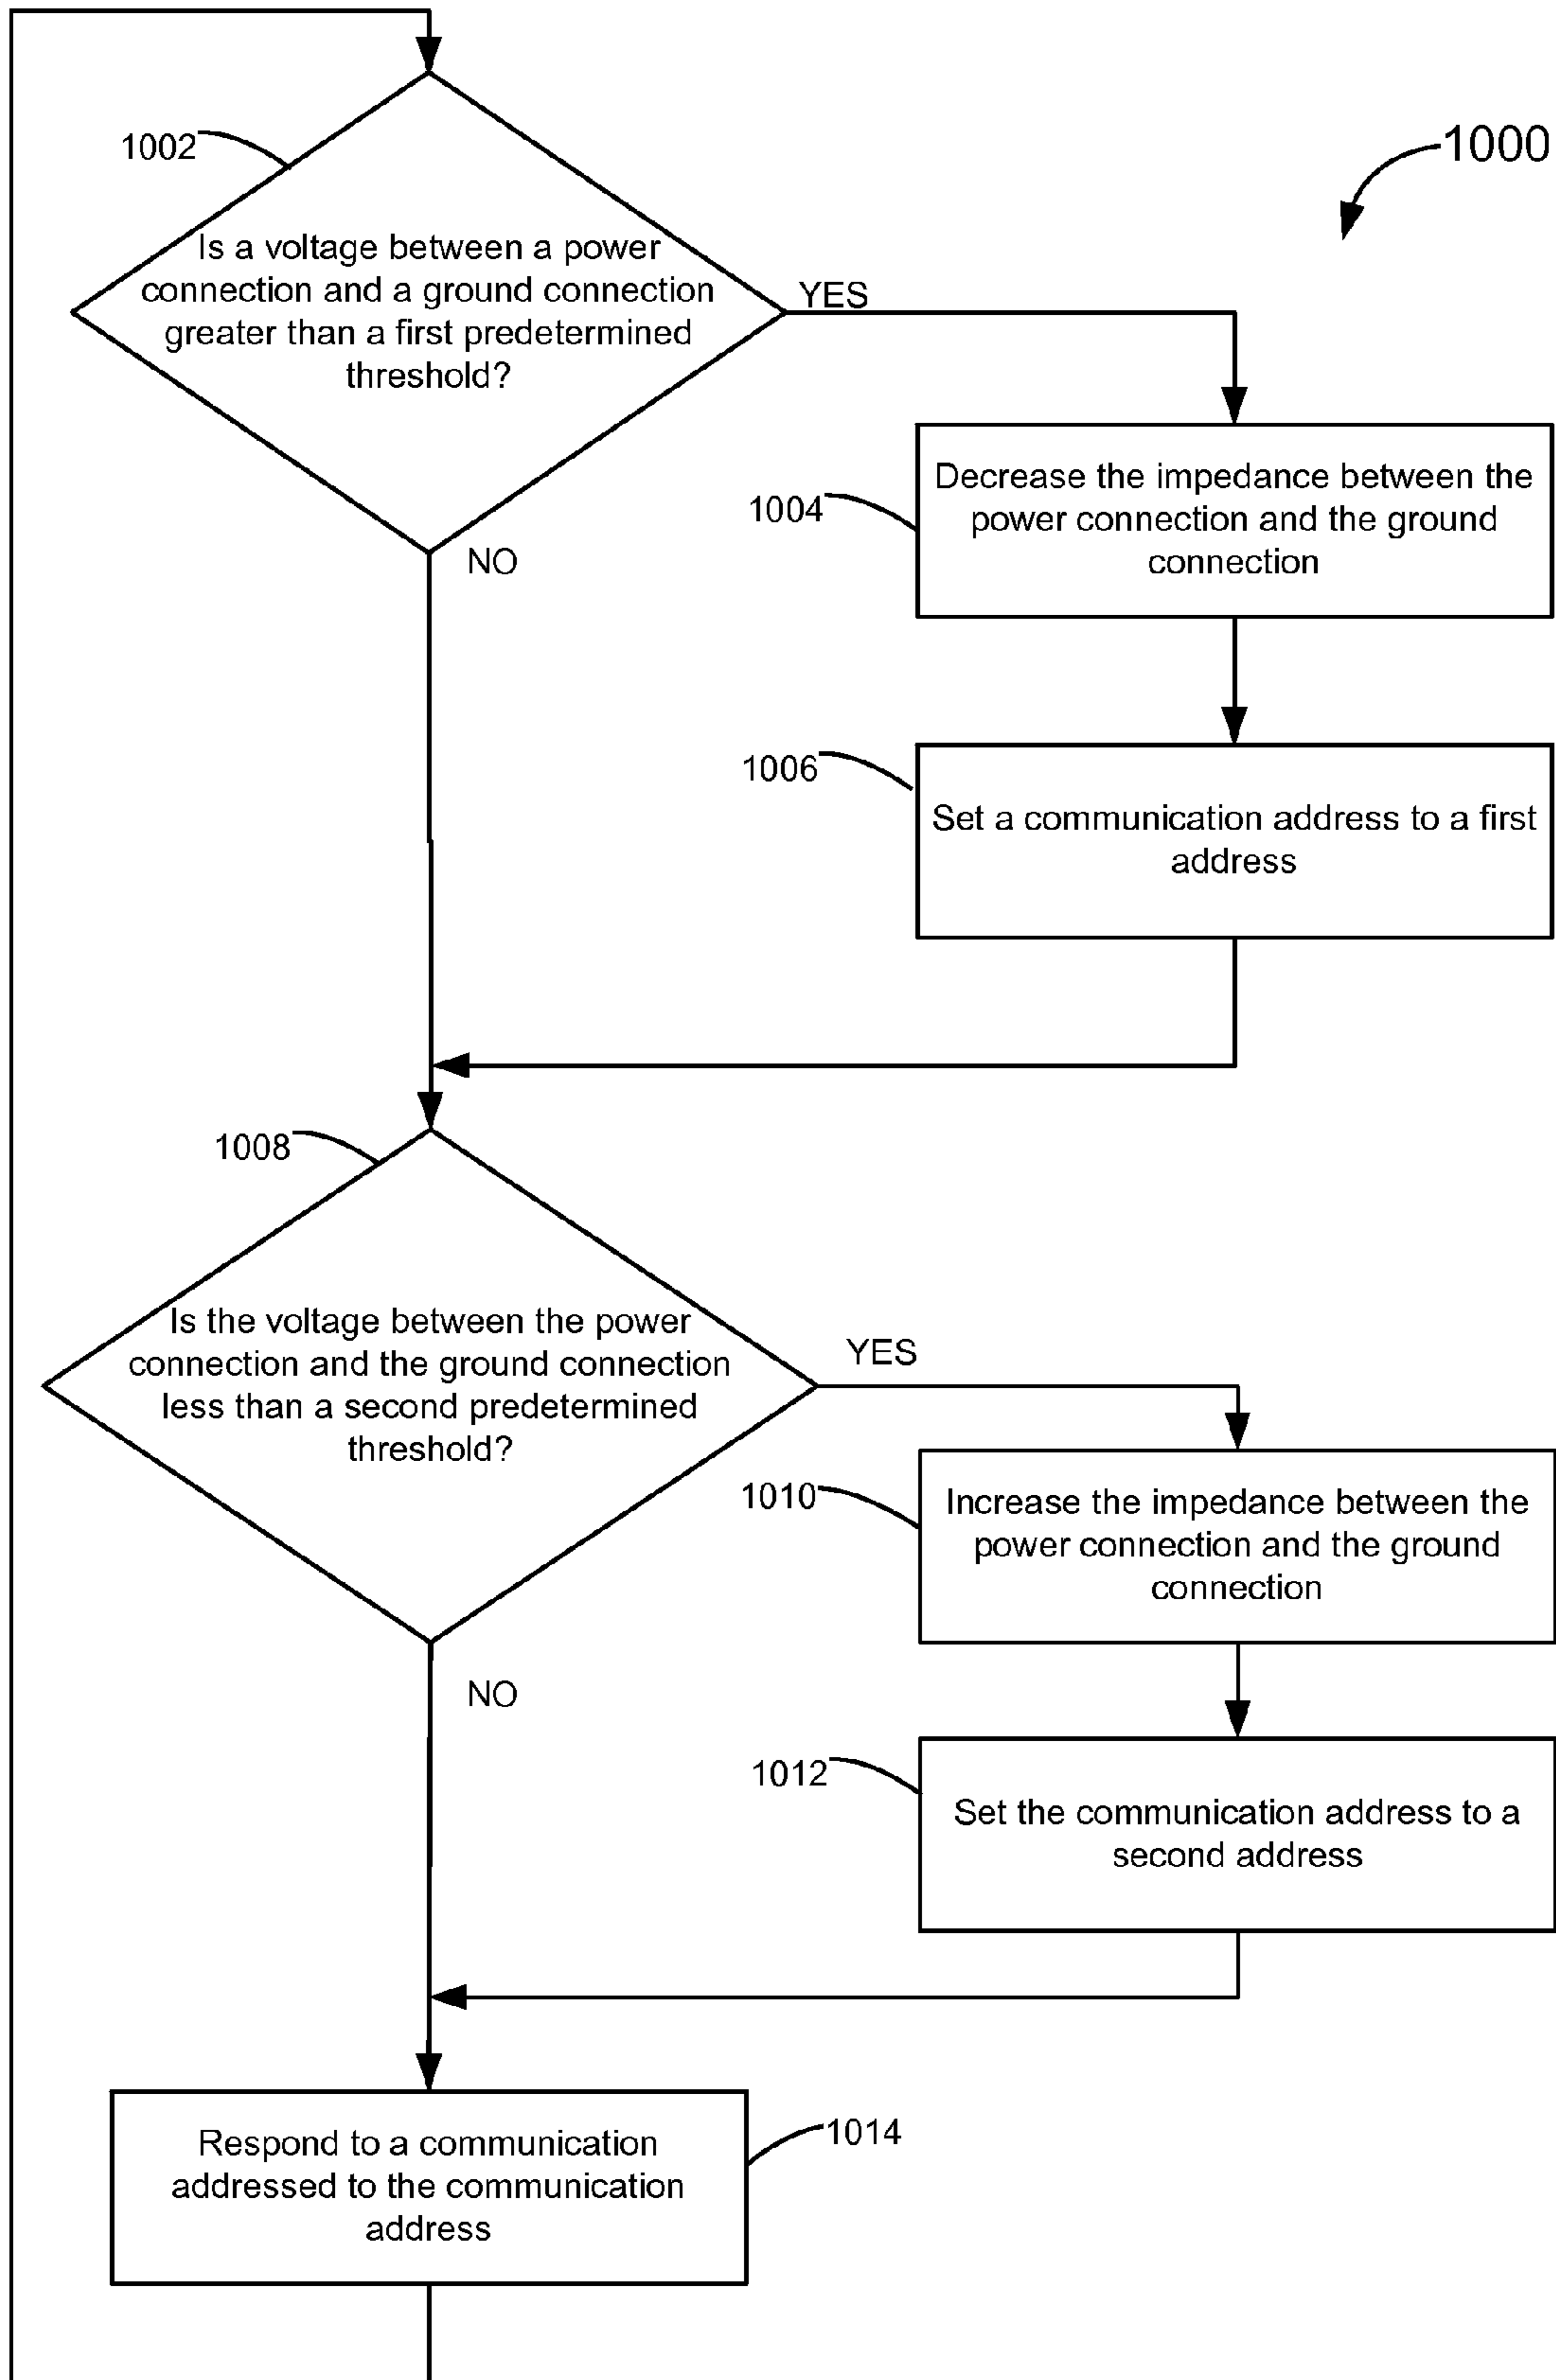 1002
1000
Is a voltage between a power
connection and a ground connection
greater than a first predetermined
threshold?
YES
NO
1004
Decrease the impedance between the
power connection and the ground
connection
1006
Set a communication address to a first
address
1008
Is the voltage between the power
connection and the ground connection
less than a second predetermined
threshold?
YES
NO
1010
Increase the impedance between the
power connection and the ground
connection
1012
Set the communication address to a
second address
Respond to a communication
addressed to the communication
address
1014